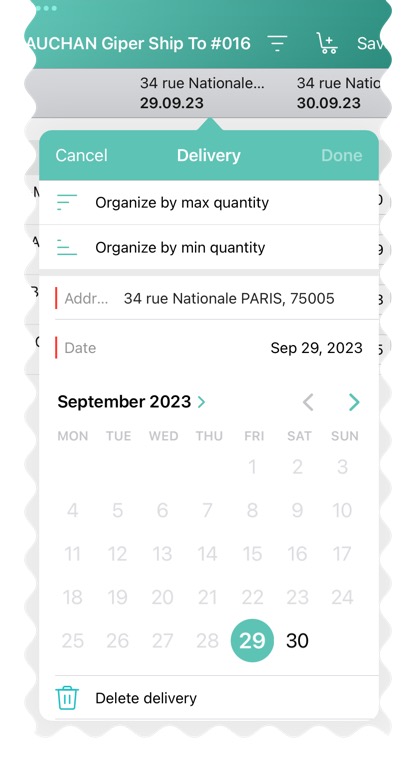 AUCHAN Giper Ship To #016
34 rue Nationale... 34 rue
29.09.23 30.09.23
Cancel Delivery Done
Organize by max quantity
Organize by min quantity
Addr... 34 rue Nationale PARIS, 75005
Date Sep 29, 2023
September 2023
MON TUE WED THU FRI SAT SUN
1 2 3
4 5 6 7 8 9 10
11 12 13 14 15 16 17
18 19 20 21 22 23 24
25 26 27 28 29 30
Delete delivery